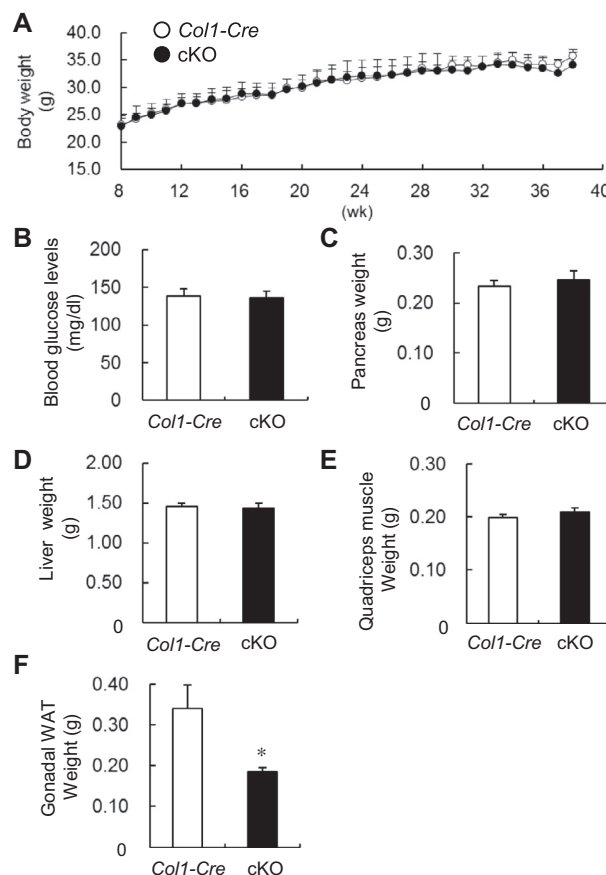 A
Col1-Cre
cKO
Body weight
(g)
40.0
35.0
30.0
25.0
20.0
15.0
8
12
16
20
24
28
32
36
40
(wk)
B
Blood glucose levels
(mg/dl)
200
150
100
50
0
Col1-Cre
cKO
C
Pancreas weight
(g)
0.30
0.20
0.10
0
Col1-Cre
cKO
D
Liver weight
(g)
2.00
1.50
1.00
0.50
0
Col1-Cre
cKO
E
Quadriceps muscle
Weight (g)
0.30
0.20
0.10
0
Col1-Cre
cKO
F
Gonadal WAT
Weight (g)
0.40
0.30
0.20
0.10
0
*
Col1-Cre
cKO